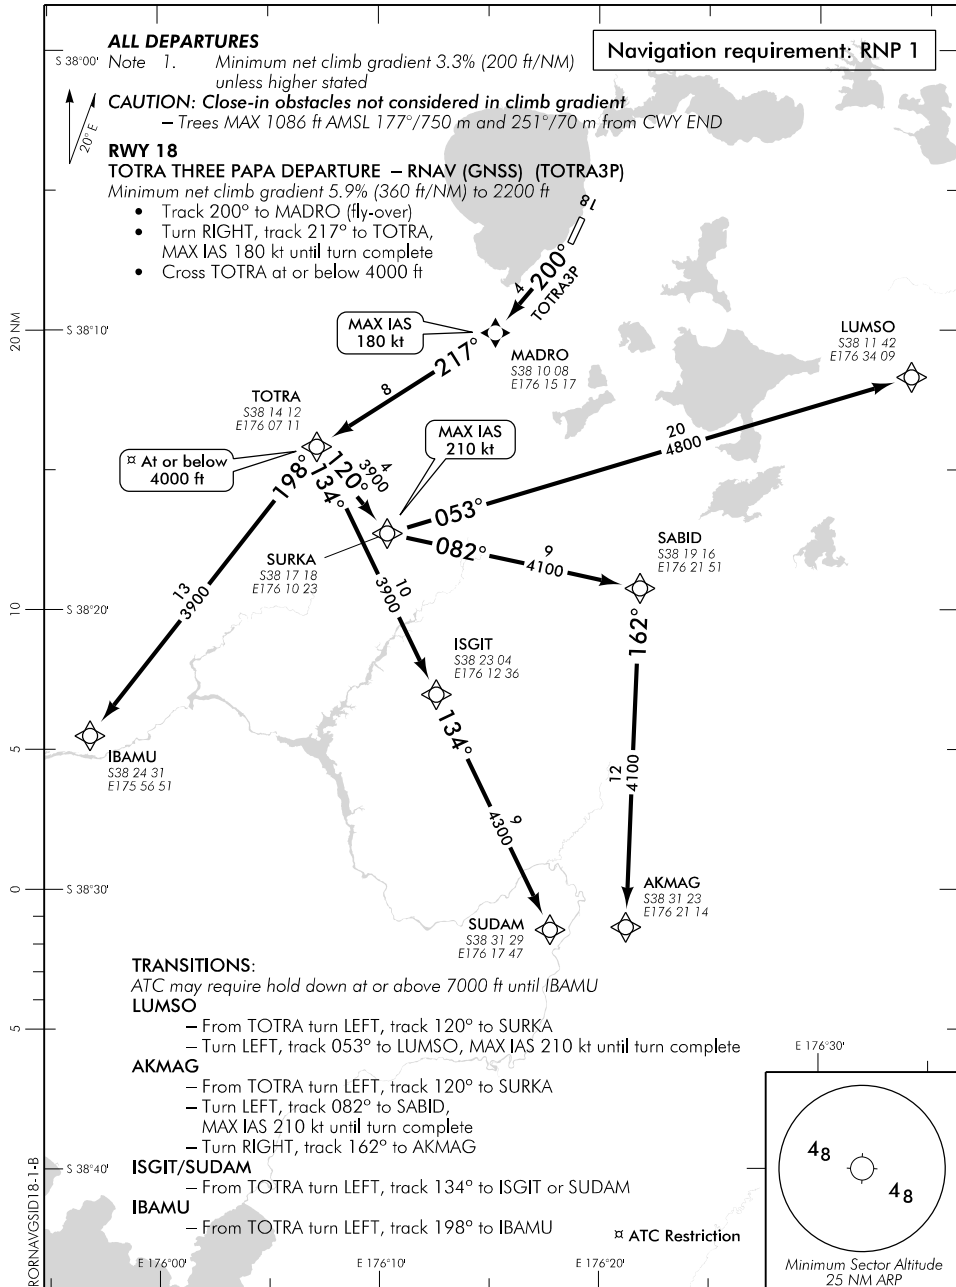 ALL DEPARTURES
Note 1. Minimum net climb gradient 3.3% (200 ft/NM)
unless higher stated
CAUTION: Close-in obstacles not considered in climb gradient
– Trees MAX 1086 ft AMSL 177°/750 m and 251°/70 m from CWY END
Navigation requirement: RNP 1
S 38°00'
20° E
RWY 18
TOTRA THREE PAPA DEPARTURE – RNAV (GNSS) (TOTRA3P)
Minimum net climb gradient 5.9% (360 ft/NM) to 2200 ft
• Track 200° to MADRO (fly-over)
• Turn RIGHT, track 217° to TOTRA,
MAX IAS 180 kt until turn complete
• Cross TOTRA at or below 4000 ft
18
200°
4
TOTRA3P
20 NM
S 38°10'
MAX IAS
180 kt
217°
8
MADRO
S38 10 08
E176 15 17
LUMSO
S38 11 42
E176 34 09
TOTRA
S38 14 12
E176 07 11
¤ At or below
4000 ft
MAX IAS
210 kt
198°
134°
120°
4
3900
053°
20
4800
082°
9
4100
SURKA
S38 17 18
E176 10 23
SABID
S38 19 16
E176 21 51
13
3900
10
3900
10
S 38°20'
162°
ISGIT
S38 23 04
E176 12 36
134°
5
IBAMU
S38 24 31
E175 56 51
12
4100
9
4300
0
S 38°30'
AKMAG
S38 31 23
E176 21 14
SUDAM
S38 31 29
E176 17 47
TRANSITIONS:
ATC may require hold down at or above 7000 ft until IBAMU
LUMSO
– From TOTRA turn LEFT, track 120° to SURKA
– Turn LEFT, track 053° to LUMSO, MAX IAS 210 kt until turn complete
5
E 176°30'
AKMAG
– From TOTRA turn LEFT, track 120° to SURKA
– Turn LEFT, track 082° to SABID,
MAX IAS 210 kt until turn complete
– Turn RIGHT, track 162° to AKMAG
S 38°40'
ISGIT/SUDAM
– From TOTRA turn LEFT, track 134° to ISGIT or SUDAM
IBAMU
– From TOTRA turn LEFT, track 198° to IBAMU
¤ ATC Restriction
48
48
Minimum Sector Altitude
25 NM ARP
E 176°00'
E 176°10'
E 176°20'
RORNAVGSID18-1-B